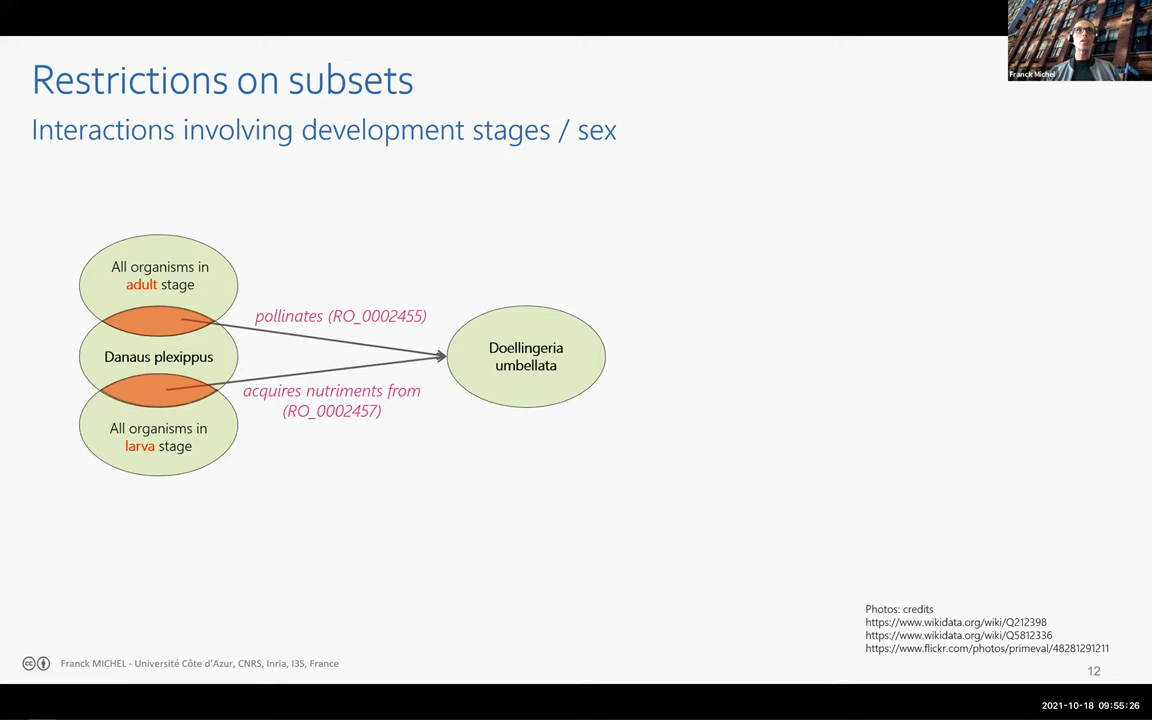 Franck Michel
Restrictions on subsets
Interactions involving development stages / sex
All organisms in
adult stage
pollinates (RO_0002455)
Danaus plexippus
Doellingeria
umbellata
acquires nutriments from
(RO_0002457)
All organisms in
larva stage
Photos: credits
https://www.wikidata.org/wiki/Q212398
https://www.wikidata.org/wiki/Q5812336
https://www.flickr.com/photos/primeval/48281291211
cc
Franck MICHEL - Université Côte d'Azur, CNRS, Inria, I3S, France
12
2021-10-18 09:55:26